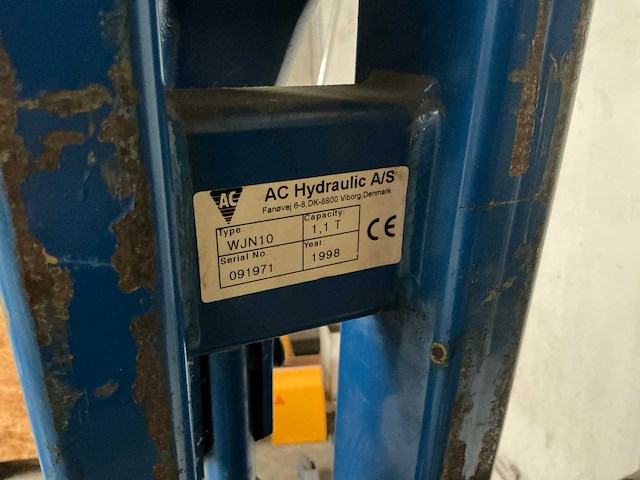 AC
AC Hydraulic A/S
Fanøvej 6-8,DK-8800 Viborg,Denmark
Type: Capacity:
WJN10 1,1 T
Serial No. Year:
091971 1998
CE